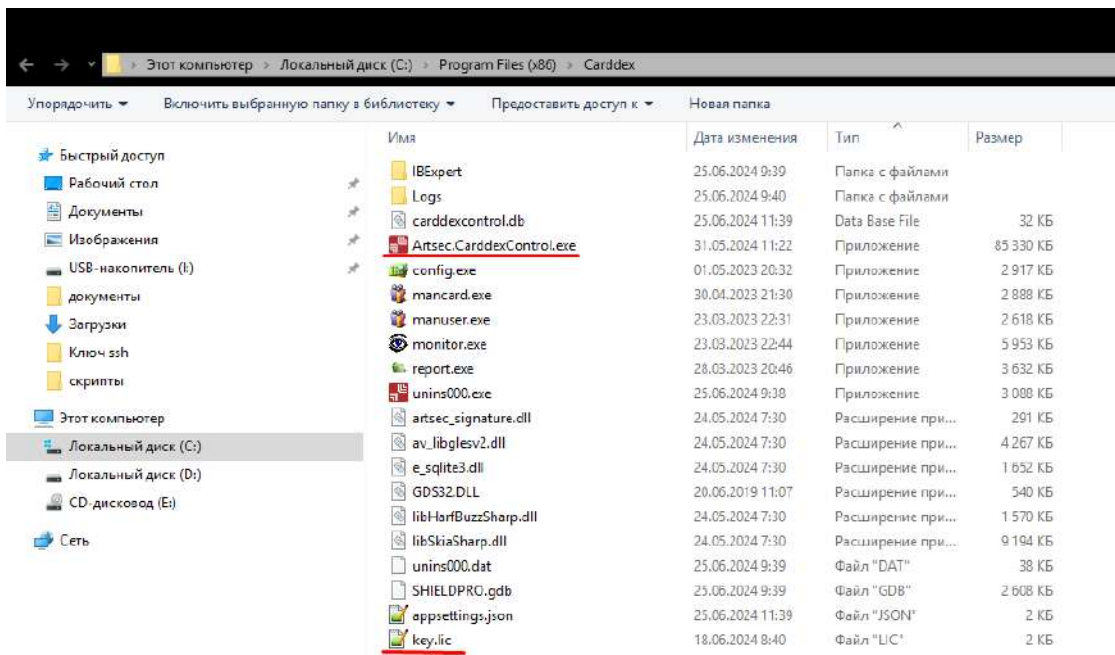 Этот компьютер > Локальный диск (C:) > Program Files (x86) > Carddex
Упорядочить Включить выбранную папку в библиотеку Предоставить доступ к Новая папка
Имя Дата изменения Тип Размер
Быстрый доступ
Рабочий стол
Документы
Изображения
USB-накопитель (I:)
документы
Загрузки
Ключ ssh
скрипты
Этот компьютер
Локальный диск (C:)
Локальный диск (D:)
CD-дисковод (E:)
Сеть
IBExpert 25.06.2024 9:39 Папка с файлами
Logs 25.06.2024 9:40 Папка с файлами
carddexcontrol.db 25.06.2024 11:39 Data Base File 32 КБ
Artsec.CarddexControl.exe 31.05.2024 11:22 Приложение 85 330 КБ
config.exe 01.05.2023 20:32 Приложение 2 917 КБ
mancard.exe 30.04.2023 21:30 Приложение 2 888 КБ
manuser.exe 23.03.2023 22:31 Приложение 2 618 КБ
monitor.exe 23.03.2023 22:44 Приложение 5 953 КБ
report.exe 28.03.2023 20:46 Приложение 3 632 КБ
unins000.exe 25.06.2024 9:38 Приложение 3 088 КБ
artsec_signature.dll 24.05.2024 7:30 Расширение при... 291 КБ
av_libglesv2.dll 24.05.2024 7:30 Расширение при... 4 267 КБ
e_sqlite3.dll 24.05.2024 7:30 Расширение при... 1 652 КБ
GDS32.DLL 20.06.2019 11:07 Расширение при... 540 КБ
libHarfBuzzSharp.dll 24.05.2024 7:30 Расширение при... 1 570 КБ
libSkiaSharp.dll 24.05.2024 7:30 Расширение при... 9 194 КБ
unins000.dat 25.06.2024 9:39 Файл "DAT" 38 КБ
SHIELDPRO.gdb 25.06.2024 9:39 Файл "GDB" 2 608 КБ
appsettings.json 25.06.2024 11:39 Файл "JSON" 2 КБ
key.lic 18.06.2024 8:40 Файл "LIC" 2 КБ